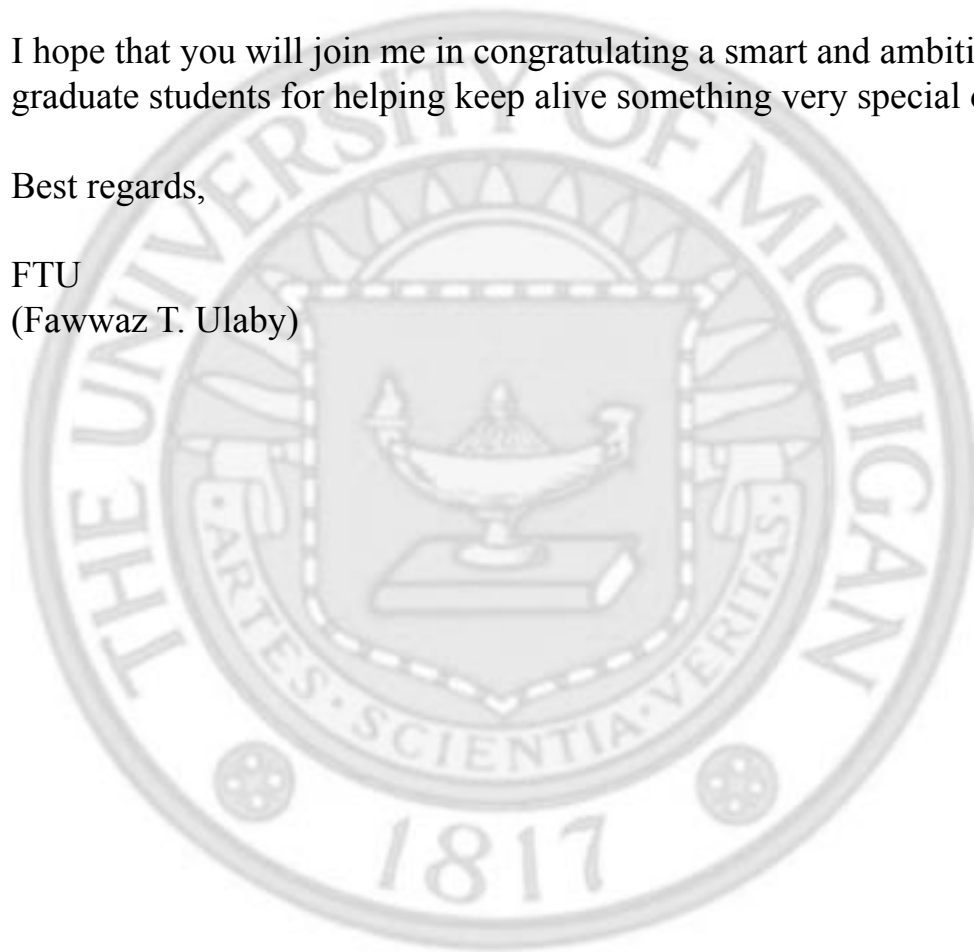 I hope that you will join me in congratulating a smart and
graduate students for helping keep alive something very special
Best regards,
FTU
(Fawwaz T. Ulaby)
THE UNIVERSITY OF MICHIGAN
ARTES · SCIENTIA · VERITAS
1817